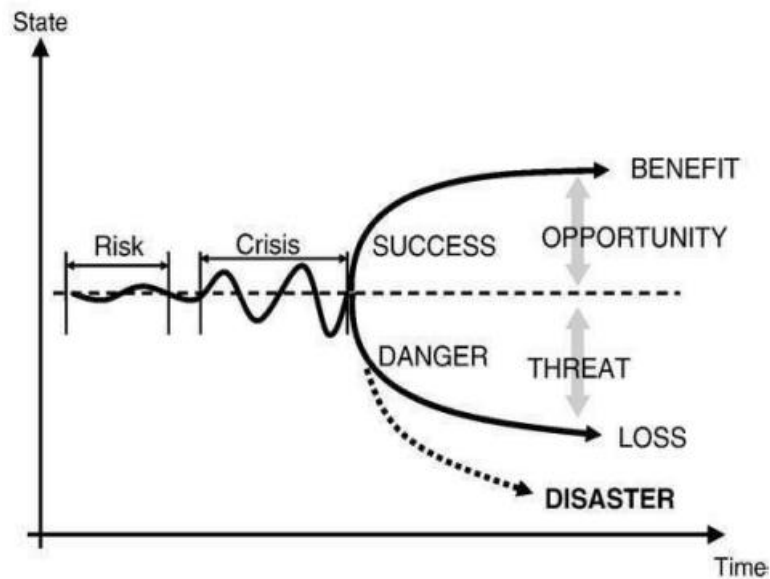 State
BENEFIT
Risk
Crisis
SUCCESS
OPPORTUNITY
DANGER
THREAT
LOSS
DISASTER
Time